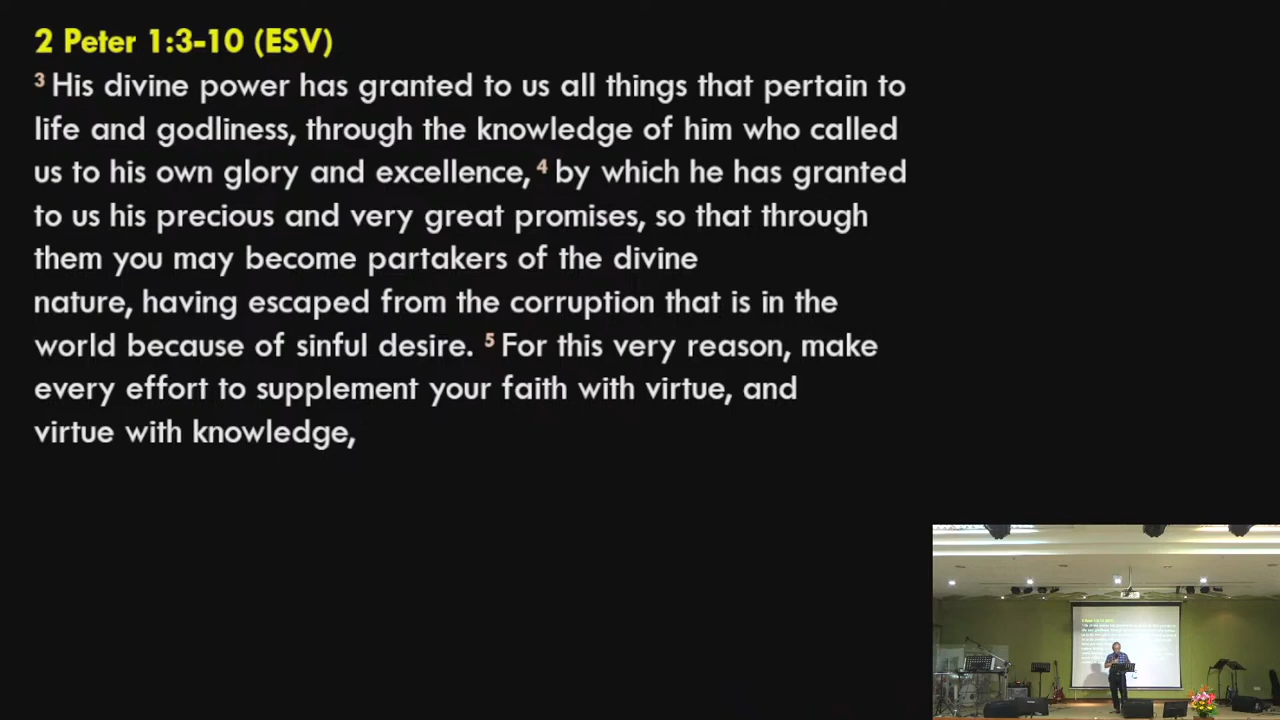 2 Peter 1:3-10 (ESV)
3 His divine power has granted to us all things that pertain to
life and godliness, through the knowledge of him who called
us to his own glory and excellence, 4 by which he has granted
to us his precious and very great promises, so that through
them you may become partakers of the divine
nature, having escaped from the corruption that is in the
world because of sinful desire. 5 For this very reason, make
every effort to supplement your faith with virtue, and
virtue with knowledge,